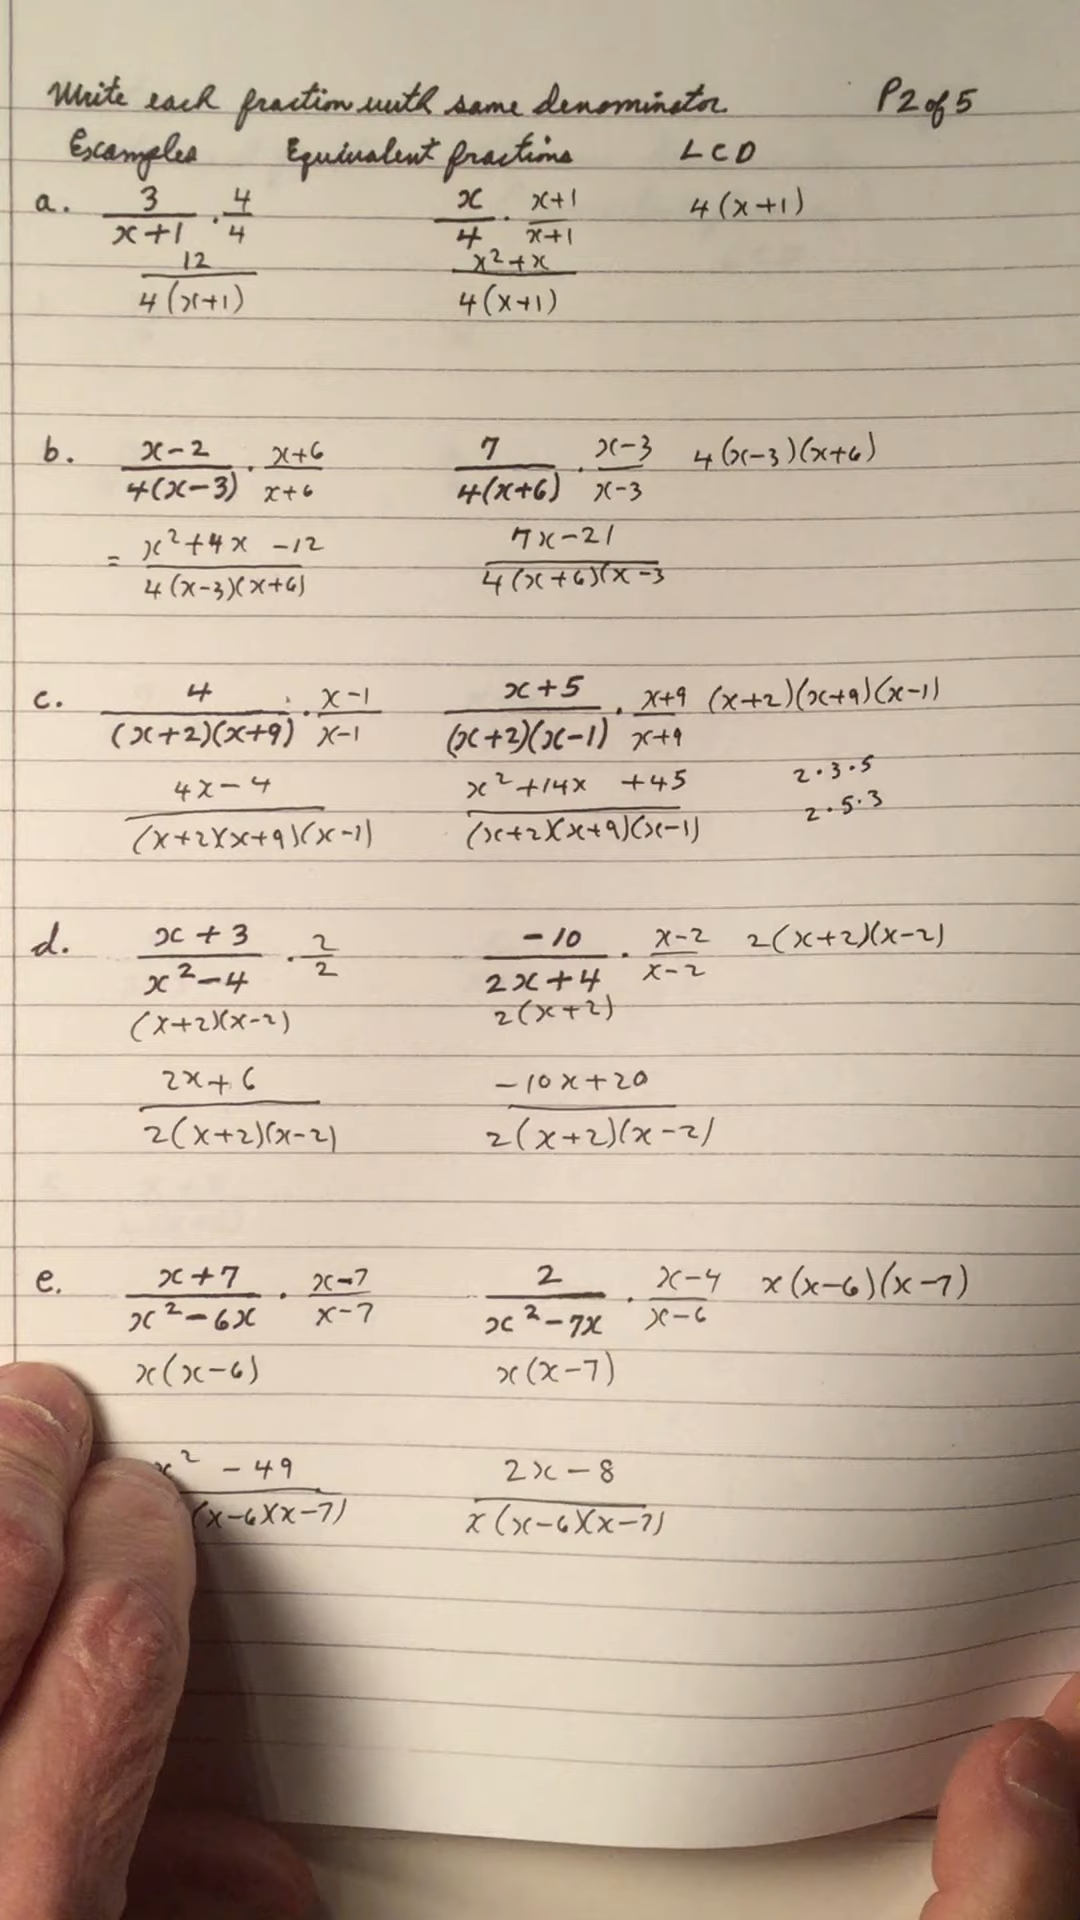 Write each fraction with same denominator P2 of 5
Examples Equivalent fractions LCD
a. 3/x+1 · 4/4 x/4 · x+1/x+1 4(x+1)
12/4(x+1) x²+x/4(x+1)
b. x-2/4(x-3) · x+6/x+6 7/4(x+6) · x-3/x-3 4(x-3)(x+6)
= x²+4x -12/4(x-3)(x+6) 7x-21/4(x+6)(x-3
c. 4/(x+2)(x+9) · x-1/x-1 x+5/(x+2)(x-1) · x+9/x+9 (x+2)(x+9)(x-1)
4x-4/(x+2)(x+9)(x-1) x²+14x +45/(x+2)(x+9)(x-1) 2·3·5
2·5·3
d. x+3/x²-4 · 2/2 -10/2x+4 · x-2/x-2 2(x+2)(x-2)
(x+2)(x-2) 2(x+2)
2x+6/2(x+2)(x-2) -10x+20/2(x+2)(x-2)
e. x+7/x²-6x · x-7/x-7 2/x²-7x · x-4/x-6 x(x-6)(x-7)
x(x-6) x(x-7)
x² -49/(x-6)(x-7) 2x-8/x(x-6)(x-7)